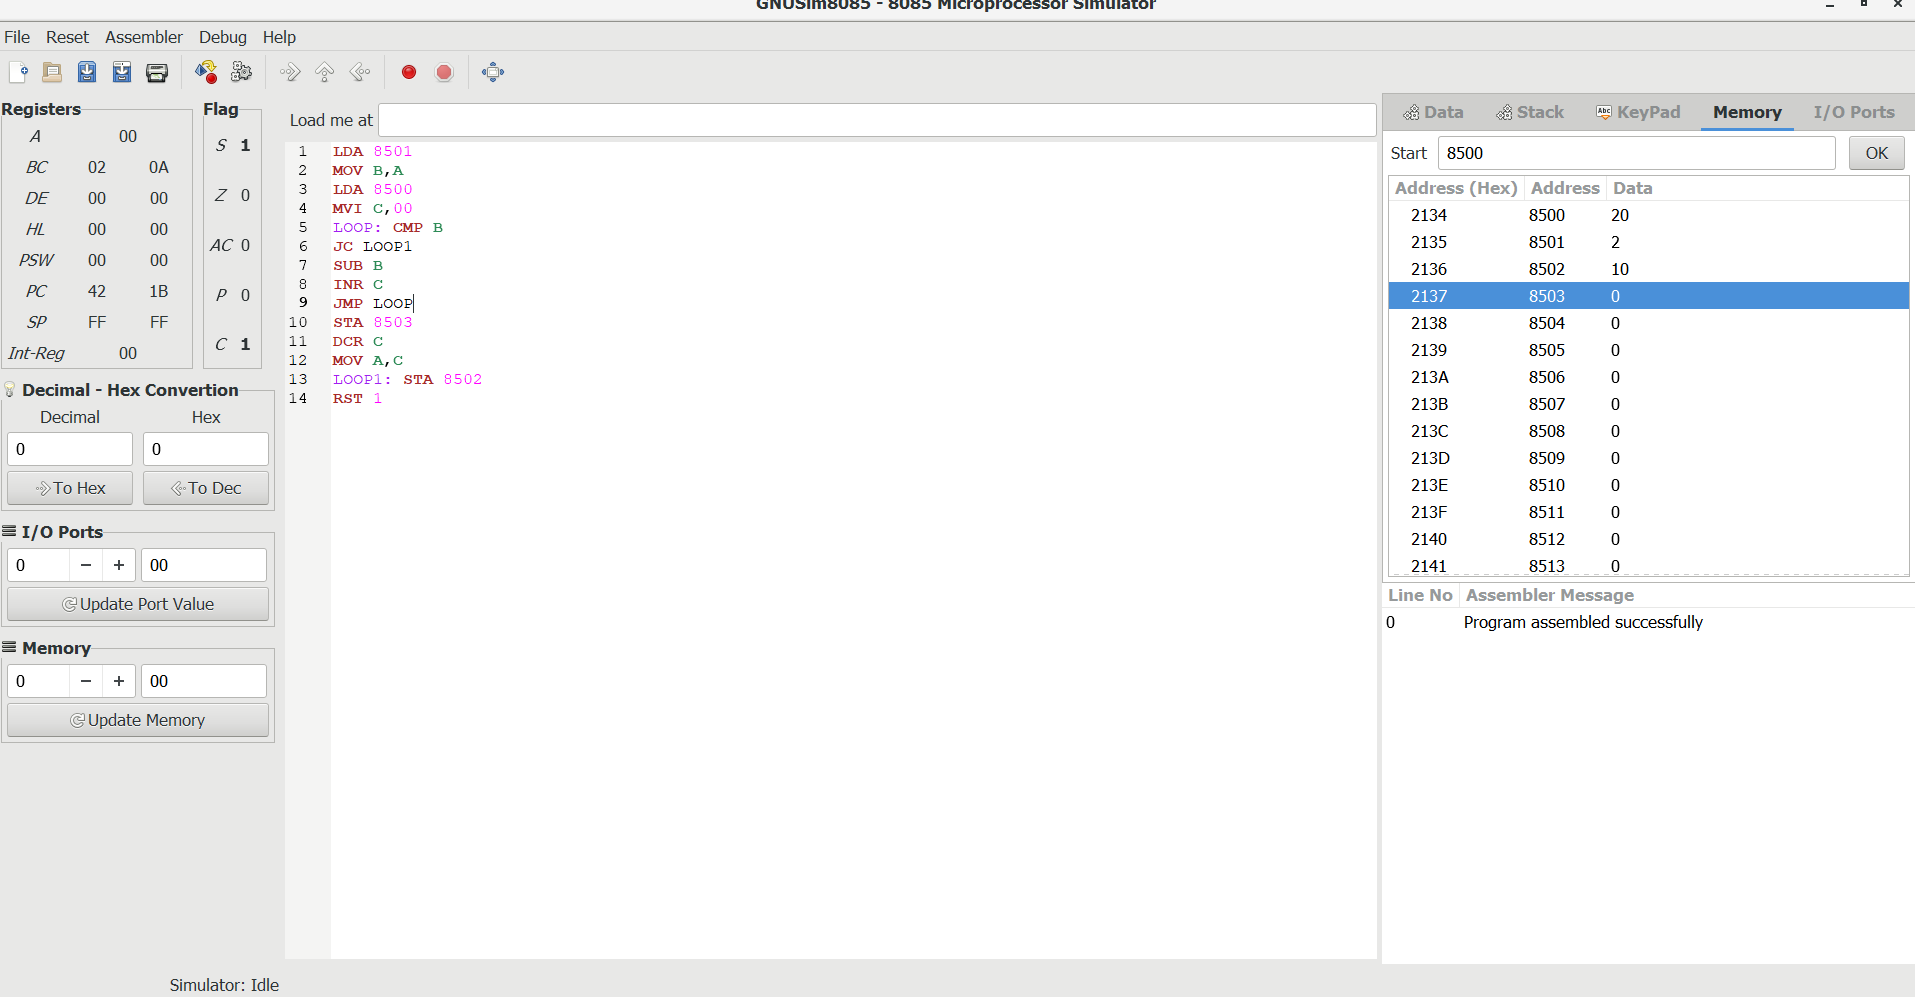 GNUSim8085 - 8085 Microprocessor Simulator
File Reset Assembler Debug Help
Registers
A 00
BC 02 0A
DE 00 00
HL 00 00
PSW 00 00
PC 42 1B
SP FF FF
Int-Reg 00
Flag
S 1
Z 0
AC 0
P 0
C 1
Decimal - Hex Convertion
Decimal Hex
0 0
To Hex To Dec
I/O Ports
0 − + 00
Update Port Value
Memory
0 − + 00
Update Memory
Load me at
1 LDA 8501
2 MOV B,A
3 LDA 8500
4 MVI C,00
5 LOOP: CMP B
6 JC LOOP1
7 SUB B
8 INR C
9 JMP LOOP
10 STA 8503
11 DCR C
12 MOV A,C
13 LOOP1: STA 8502
14 RST 1
Data Stack Abc KeyPad Memory I/O Ports
Start 8500 OK
Address (Hex) Address Data
2134 8500 20
2135 8501 2
2136 8502 10
2137 8503 0
2138 8504 0
2139 8505 0
213A 8506 0
213B 8507 0
213C 8508 0
213D 8509 0
213E 8510 0
213F 8511 0
2140 8512 0
2141 8513 0
Line No Assembler Message
0 Program assembled successfully
Simulator: Idle